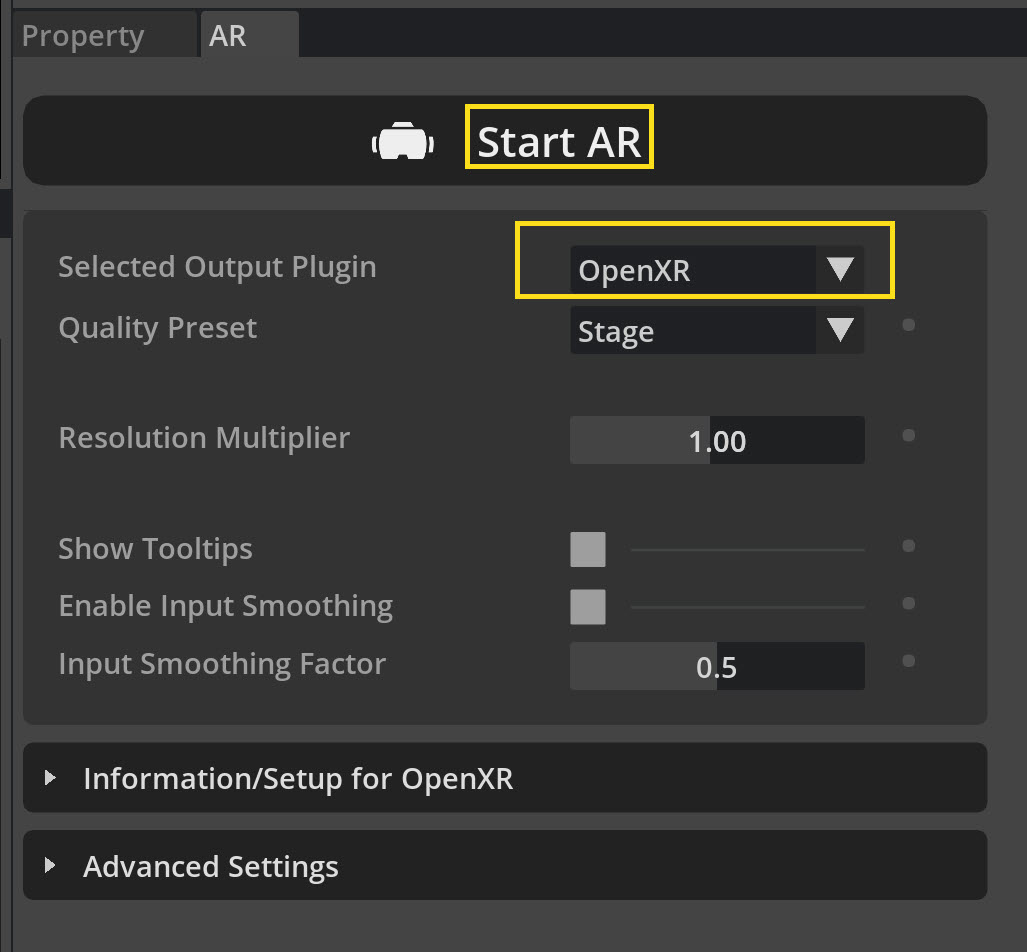 Property AR
Start AR
Selected Output Plugin OpenXR
Quality Preset Stage
Resolution Multiplier 1.00
Show Tooltips
Enable Input Smoothing
Input Smoothing Factor 0.5
Information/Setup for OpenXR
Advanced Settings